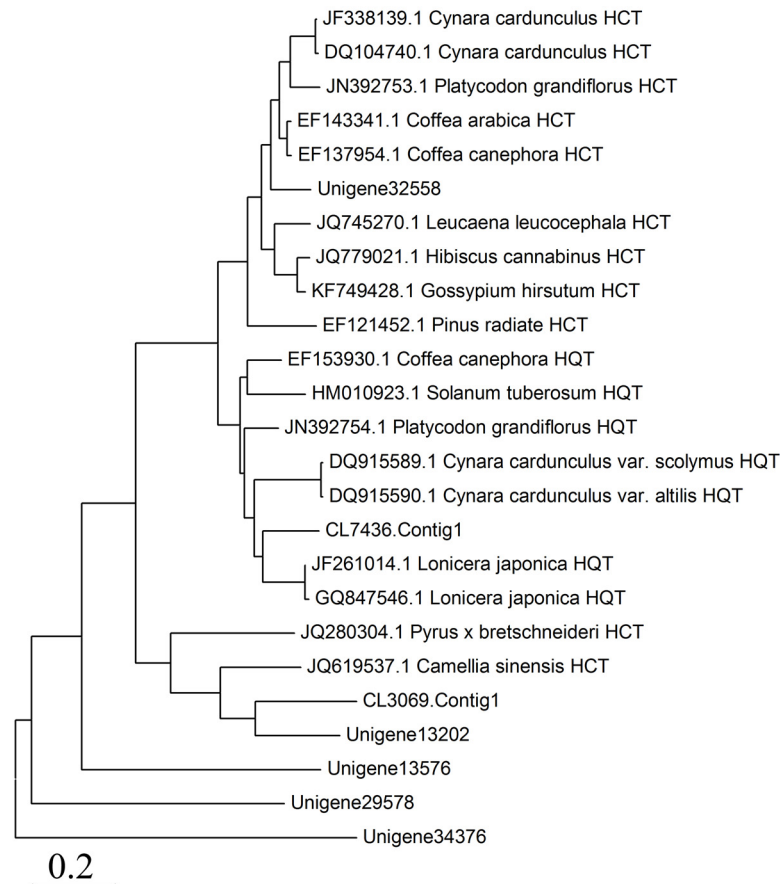 JF338139.1 Cynara cardunculus HCT
DQ104740.1 Cynara cardunculus HCT
JN392753.1 Platycodon grandiflorus HCT
EF143341.1 Coffea arabica HCT
EF137954.1 Coffea canephora HCT
Unigene32558
JQ745270.1 Leucaena leucocephala HCT
JQ779021.1 Hibiscus cannabinus HCT
KF749428.1 Gossypium hirsutum HCT
EF121452.1 Pinus radiate HCT
EF153930.1 Coffea canephora HQT
HM010923.1 Solanum tuberosum HQT
JN392754.1 Platycodon grandiflorus HQT
DQ915589.1 Cynara cardunculus var. scolymus HQT
DQ915590.1 Cynara cardunculus var. altilis HQT
CL7436.Contig1
JF261014.1 Lonicera japonica HQT
GQ847546.1 Lonicera japonica HQT
JQ280304.1 Pyrus x bretschneideri HCT
JQ619537.1 Camellia sinensis HCT
CL3069.Contig1
Unigene13202
Unigene13576
Unigene29578
Unigene34376
0.2